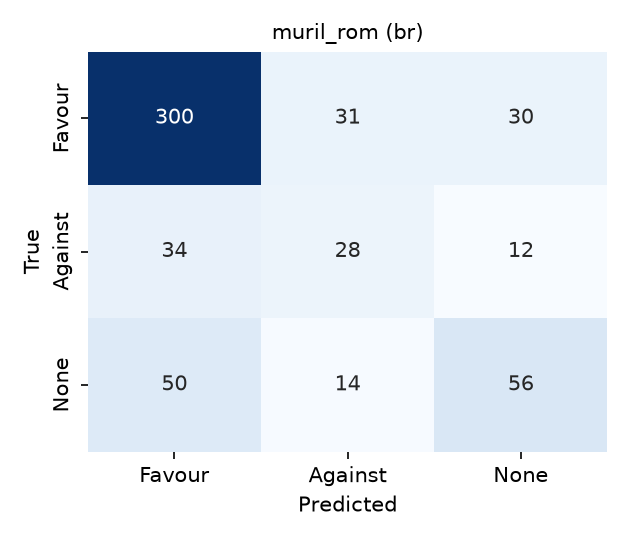 muril_rom (br)
True
Favour
300
31
30
Against
34
28
12
None
50
14
56
Favour
Against
None
Predicted